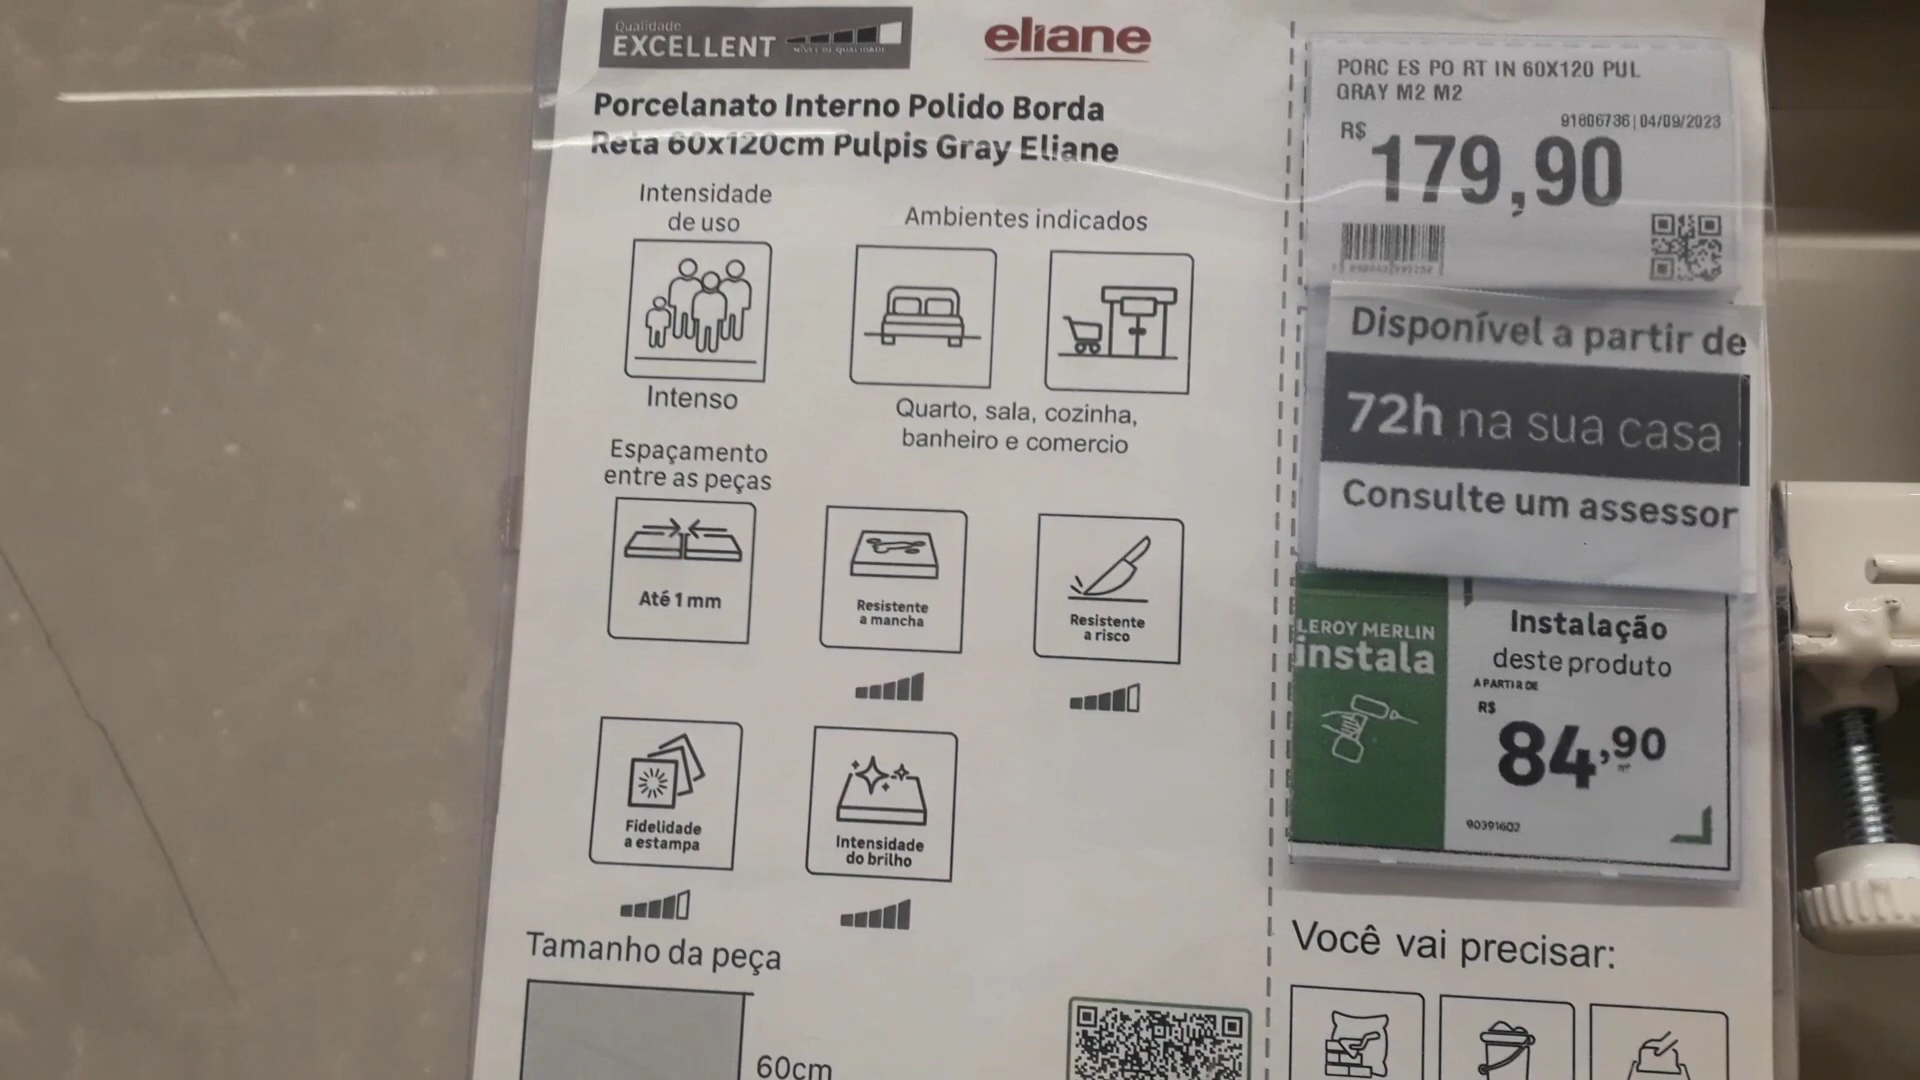 Qualidade
EXCELLENT
NÍVEL DE QUALIDADE
eliane
Porcelanato Interno Polido Borda
Reta 60x120cm Pulpis Gray Eliane
Intensidade
de uso
Intenso
Ambientes indicados
Quarto, sala, cozinha,
banheiro e comercio
Espaçamento
entre as peças
Até 1 mm
Resistente
a mancha
Resistente
a risco
Fidelidade
a estampa
Intensidade
do brilho
Tamanho da peça
60cm
PORC ES PO RT IN 60X120 PUL
GRAY M2 M2
91606736|04/09/2023
R$ 179,90
Disponível a partir de
72h na sua casa
Consulte um assessor
LEROY MERLIN
instala
Instalação
deste produto
A PARTIR DE
R$
84,90
90391602
Você vai precisar: